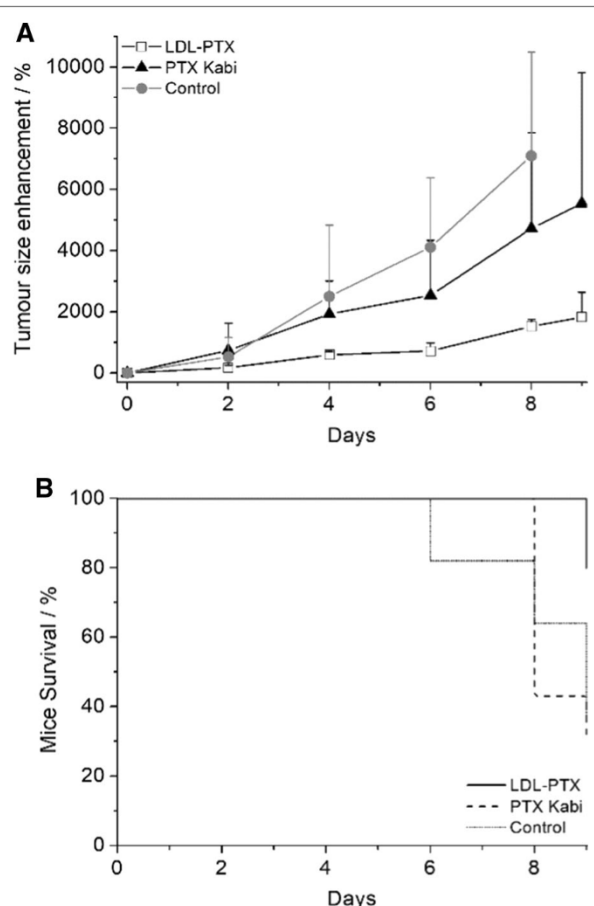 A
LDL-PTX
PTX Kabi
Control
Tumour size enhancement / %
10000
8000
6000
4000
2000
0
0 2 4 6 8
Days
B
Mice Survival / %
100
80
60
40
20
0
LDL-PTX
PTX Kabi
Control
0 2 4 6 8
Days